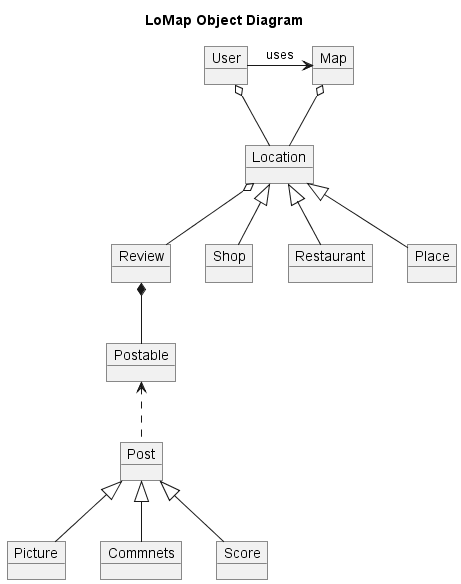 LoMap Object Diagram
User
uses
Map
Location
Review
Shop
Restaurant
Place
Postable
Post
Picture
Commnets
Score